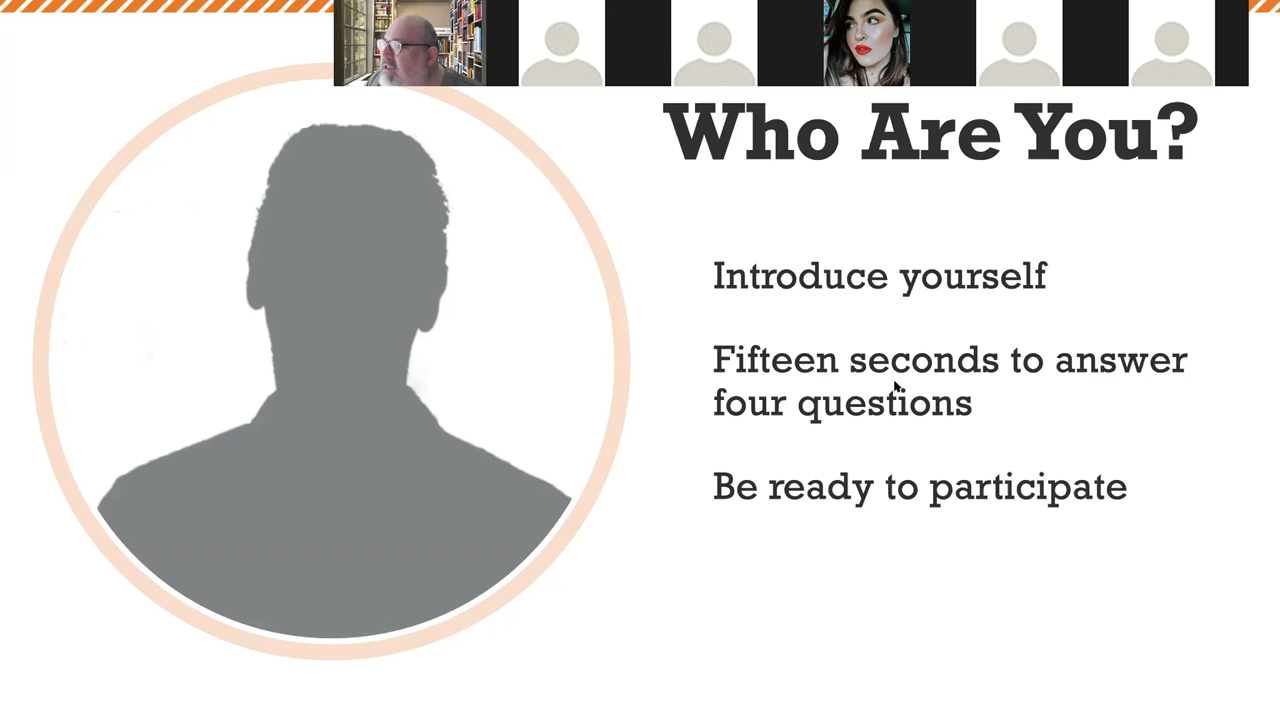 Who Are You?
Introduce yourself
Fifteen seconds to answer
four questions
Be ready to participate